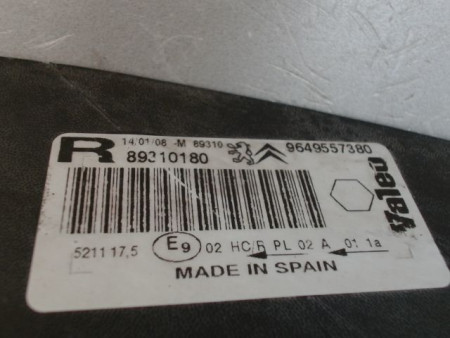 R 14/01/08 -M 89310 9649557380
89310180
Valeo
5211 17,5 E9 02 HC/R PL 02 A 01 1a
MADE IN SPAIN